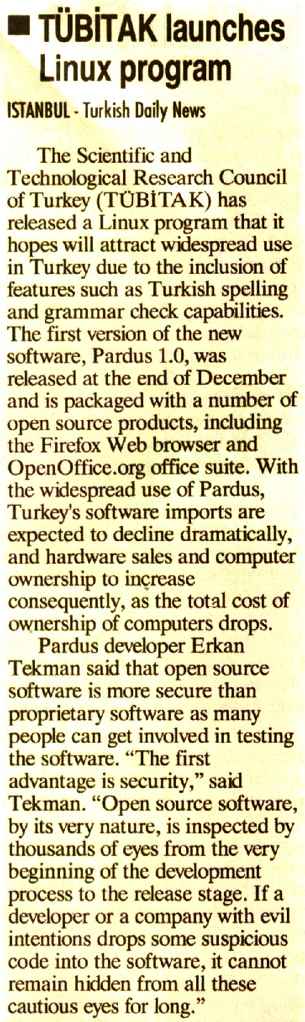 ■ TÜBİTAK launches
Linux program
ISTANBUL - Turkish Daily News
The Scientific and
Technological Research Council
of Turkey (TÜBİTAK) has
released a Linux program that it
hopes will attract widespread use
in Turkey due to the inclusion of
features such as Turkish spelling
and grammar check capabilities.
The first version of the new
software, Pardus 1.0, was
released at the end of December
and is packaged with a number of
open source products, including
the Firefox Web browser and
OpenOffice.org office suite. With
the widespread use of Pardus,
Turkey's software imports are
expected to decline dramatically,
and hardware sales and computer
ownership to increase
consequently, as the total cost of
ownership of computers drops.
Pardus developer Erkan
Tekman said that open source
software is more secure than
proprietary software as many
people can get involved in testing
the software. “The first
advantage is security,” said
Tekman. “Open source software,
by its very nature, is inspected by
thousands of eyes from the very
beginning of the development
process to the release stage. If a
developer or a company with evil
intentions drops some suspicious
code into the software, it cannot
remain hidden from all these
cautious eyes for long.”